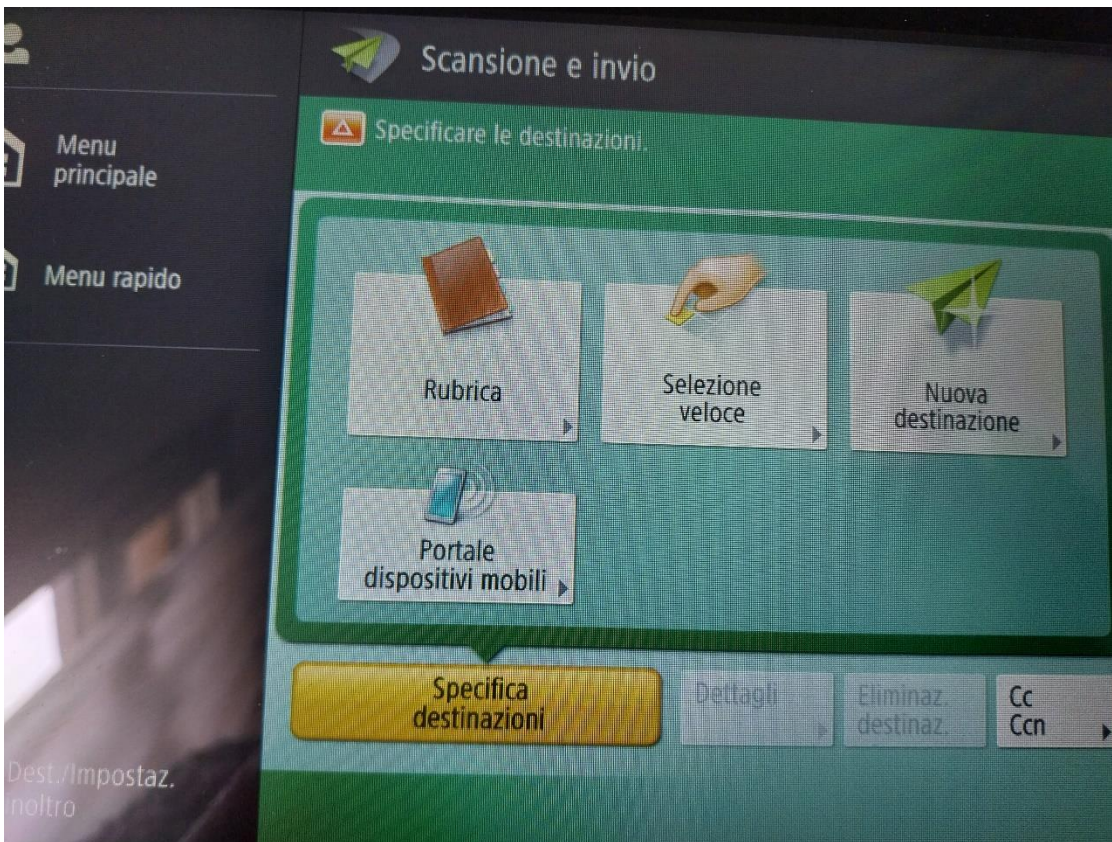 Scansione e invio
Specificare le destinazioni.
Menu
principale
Menu rapido
Rubrica
Selezione
veloce
Nuova
destinazione
Portale
dispositivi mobili
Specifica
destinazioni
Dettagli
Eliminaz.
destinaz.
Cc
Ccn
Dest./Impostaz.
inoltro